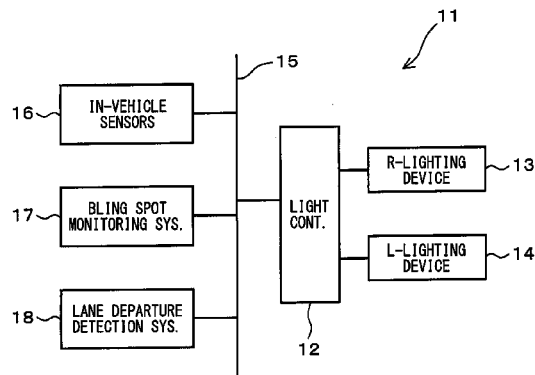 11
15
16
IN-VEHICLE
SENSORS
17
BLING SPOT
MONITORING SYS.
18
LANE DEPARTURE
DETECTION SYS.
LIGHT
CONT.
12
R-LIGHTING
DEVICE
13
L-LIGHTING
DEVICE
14